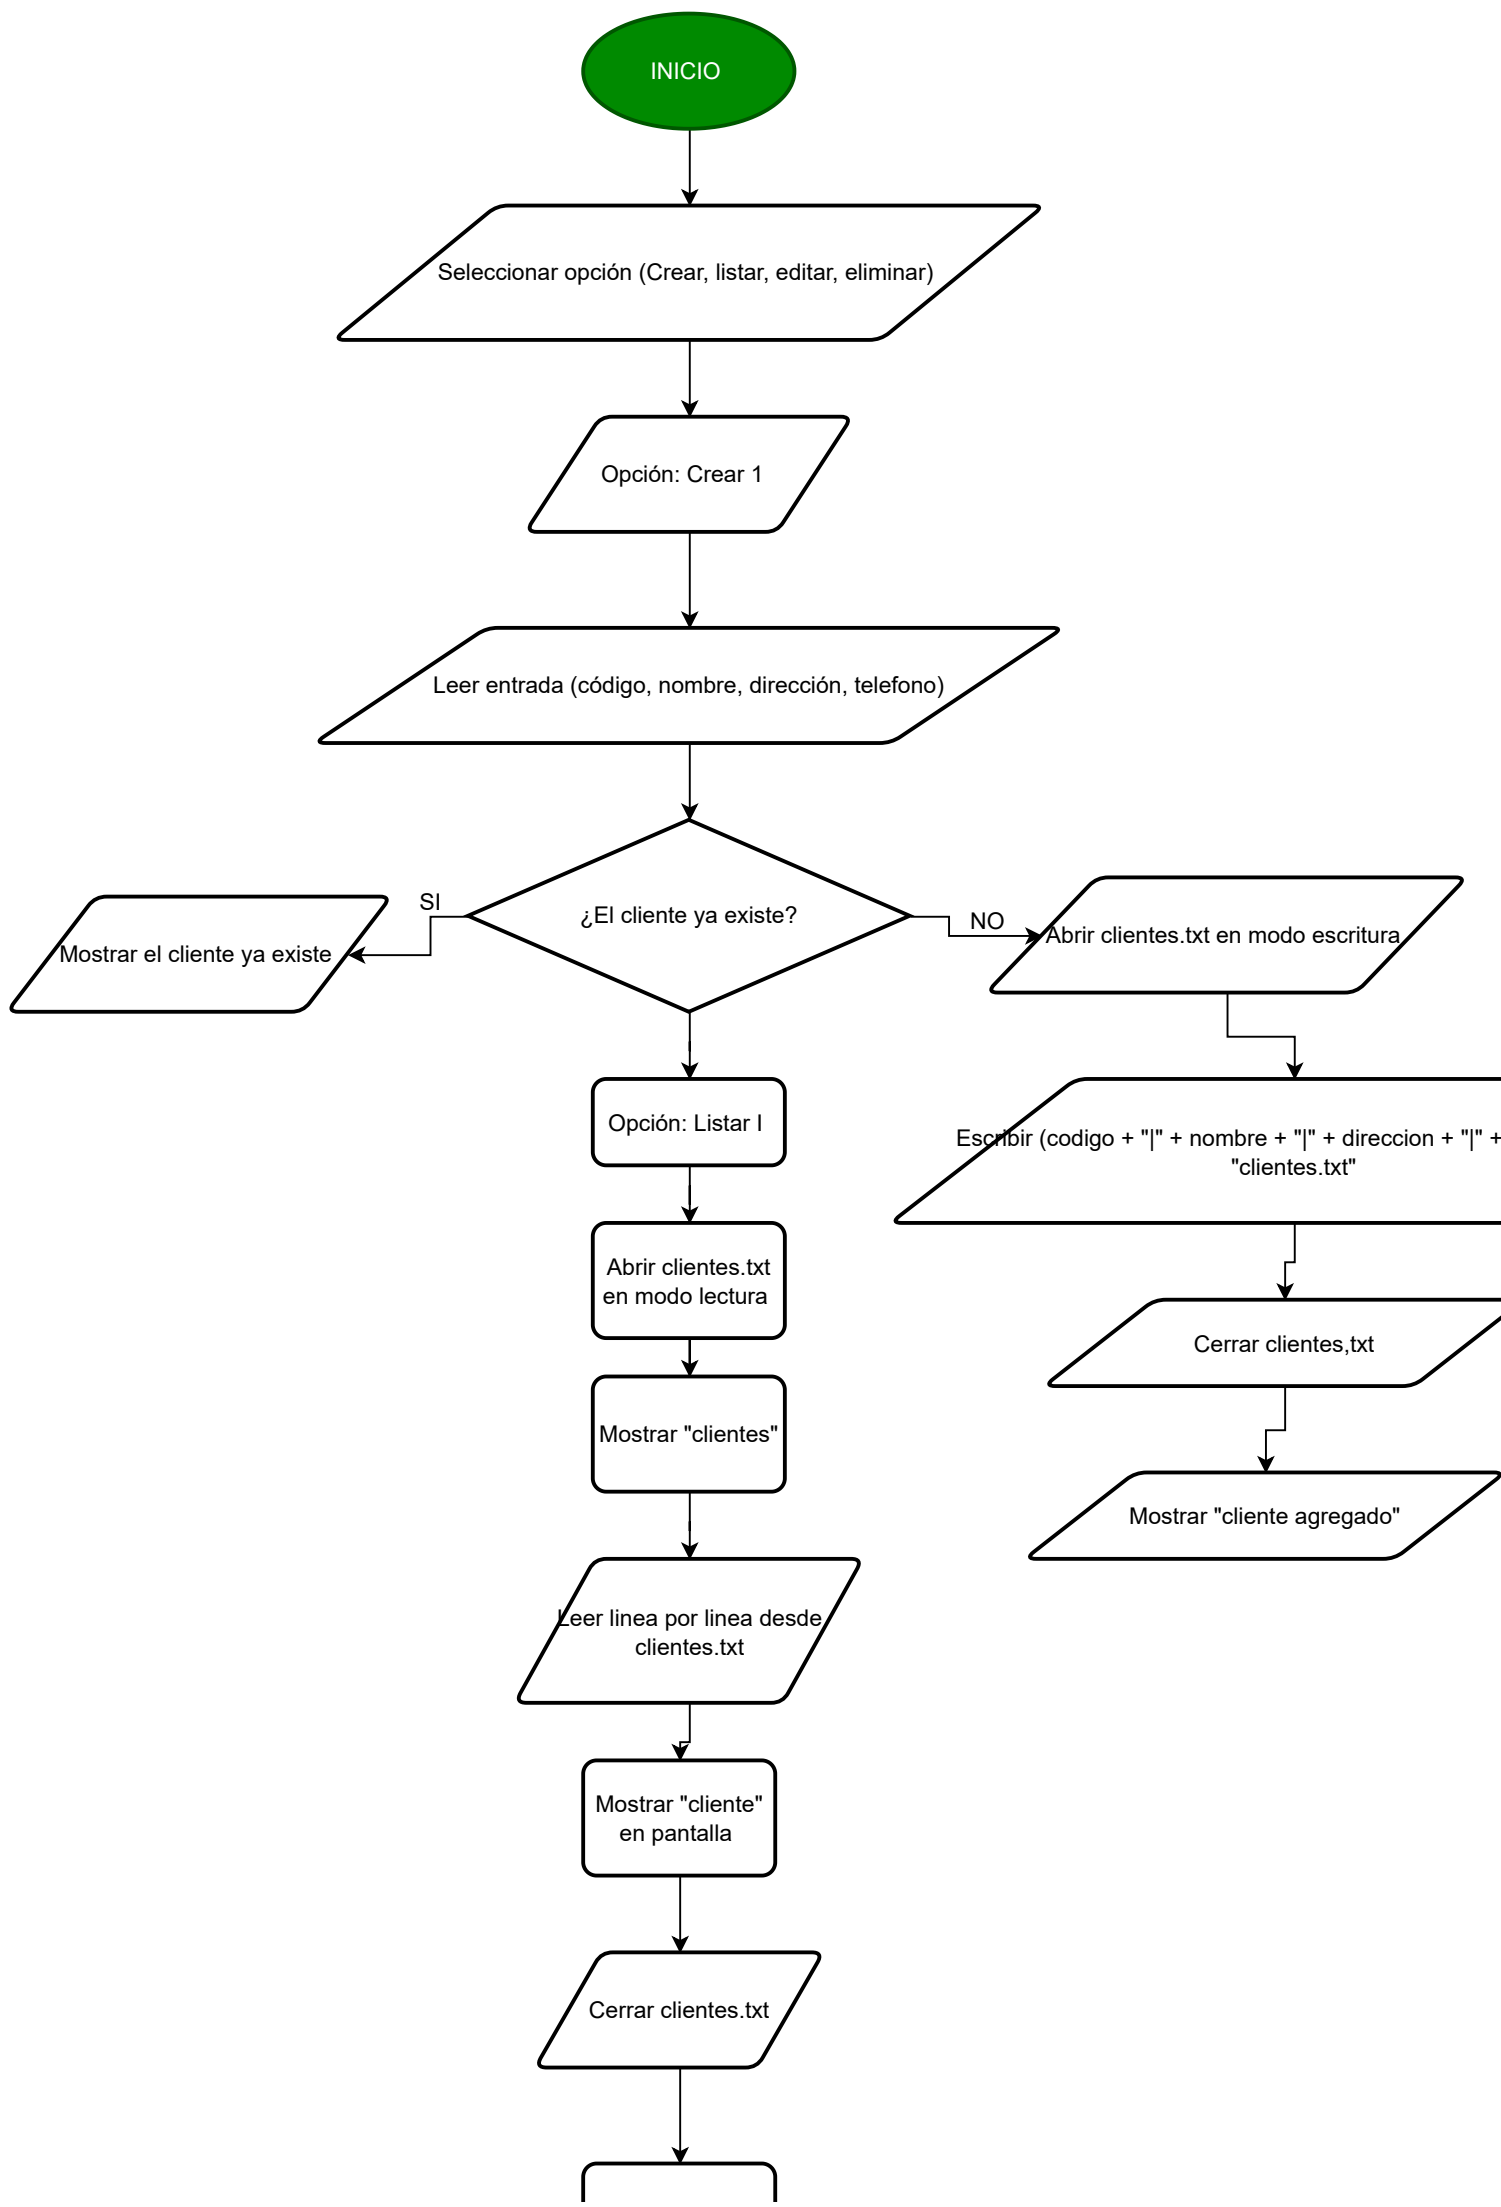 INICIO
Seleccionar opción (Crear, listar, editar, eliminar)
Opción: Crear 1
Leer entrada (código, nombre, dirección, telefono)
¿El cliente ya existe?
SI
NO
Mostrar el cliente ya existe
Abrir clientes.txt en modo escritura
Opción: Listar I
Escribir (codigo + "|" + nombre + "|" + direccion + "|" +
"clientes.txt"
Abrir clientes.txt
en modo lectura
Cerrar clientes,txt
Mostrar "clientes"
Mostrar "cliente agregado"
Leer linea por linea desde
clientes.txt
Mostrar "cliente"
en pantalla
Cerrar clientes.txt